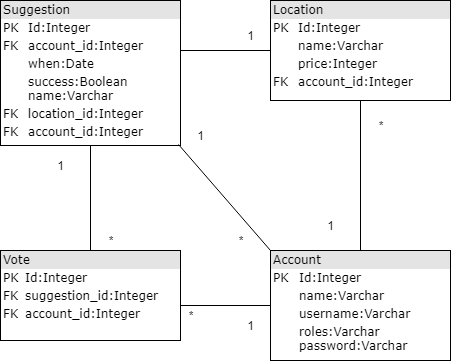 Suggestion
PK Id:Integer
FK account_id:Integer
when:Date
success:Boolean
name:Varchar
FK location_id:Integer
FK account_id:Integer
1
Location
PK Id:Integer
name:Varchar
price:Integer
FK account_id:Integer
*
1
1
1
*
*
Vote
PK Id:Integer
FK suggestion_id:Integer
FK account_id:Integer
*
1
Account
PK Id:Integer
name:Varchar
username:Varchar
roles:Varchar
password:Varchar